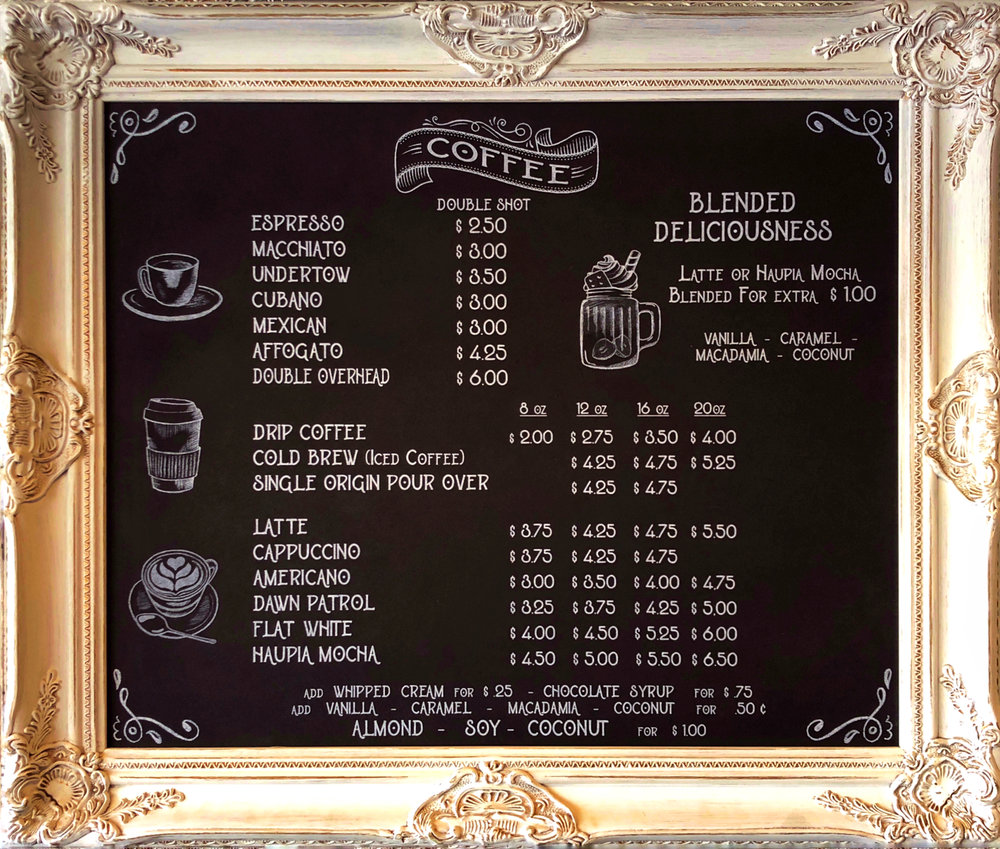 COFFEE
DOUBLE SHOT
ESPRESSO $ 2.50
MACCHIATO $ 3.00
UNDERTOW $ 3.50
CUBANO $ 3.00
MEXICAN $ 3.00
AFFOGATO $ 4.25
DOUBLE OVERHEAD $ 6.00
BLENDED
DELICIOUSNESS
LATTE OR HAUPIA MOCHA
BLENDED FOR EXTRA $ 1.00
VANILLA - CARAMEL -
MACADAMIA - COCONUT
8 OZ 12 OZ 16 OZ 20OZ
DRIP COFFEE $ 2.00 $ 2.75 $ 3.50 $ 4.00
COLD BREW (ICED COFFEE) $ 4.25 $ 4.75 $ 5.25
SINGLE ORIGIN POUR OVER $ 4.25 $ 4.75
LATTE $ 3.75 $ 4.25 $ 4.75 $ 5.50
CAPPUCCINO $ 3.75 $ 4.25 $ 4.75
AMERICANO $ 3.00 $ 3.50 $ 4.00 $ 4.75
DAWN PATROL $ 3.25 $ 3.75 $ 4.25 $ 5.00
FLAT WHITE $ 4.00 $ 4.50 $ 5.25 $ 6.00
HAUPIA MOCHA $ 4.50 $ 5.00 $ 5.50 $ 6.50
ADD WHIPPED CREAM FOR $ .25 - CHOCOLATE SYRUP FOR $ .75
ADD VANILLA - CARAMEL - MACADAMIA - COCONUT FOR .50 ¢
ALMOND - SOY - COCONUT FOR $ 1.00